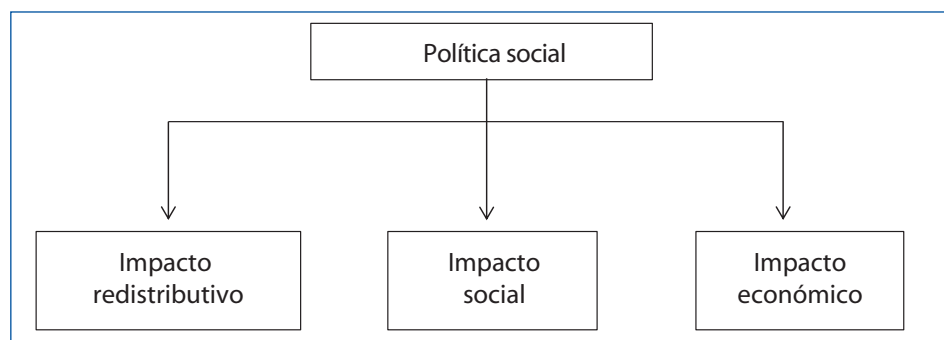 Política social
Impacto
redistributivo
Impacto
social
Impacto
económico